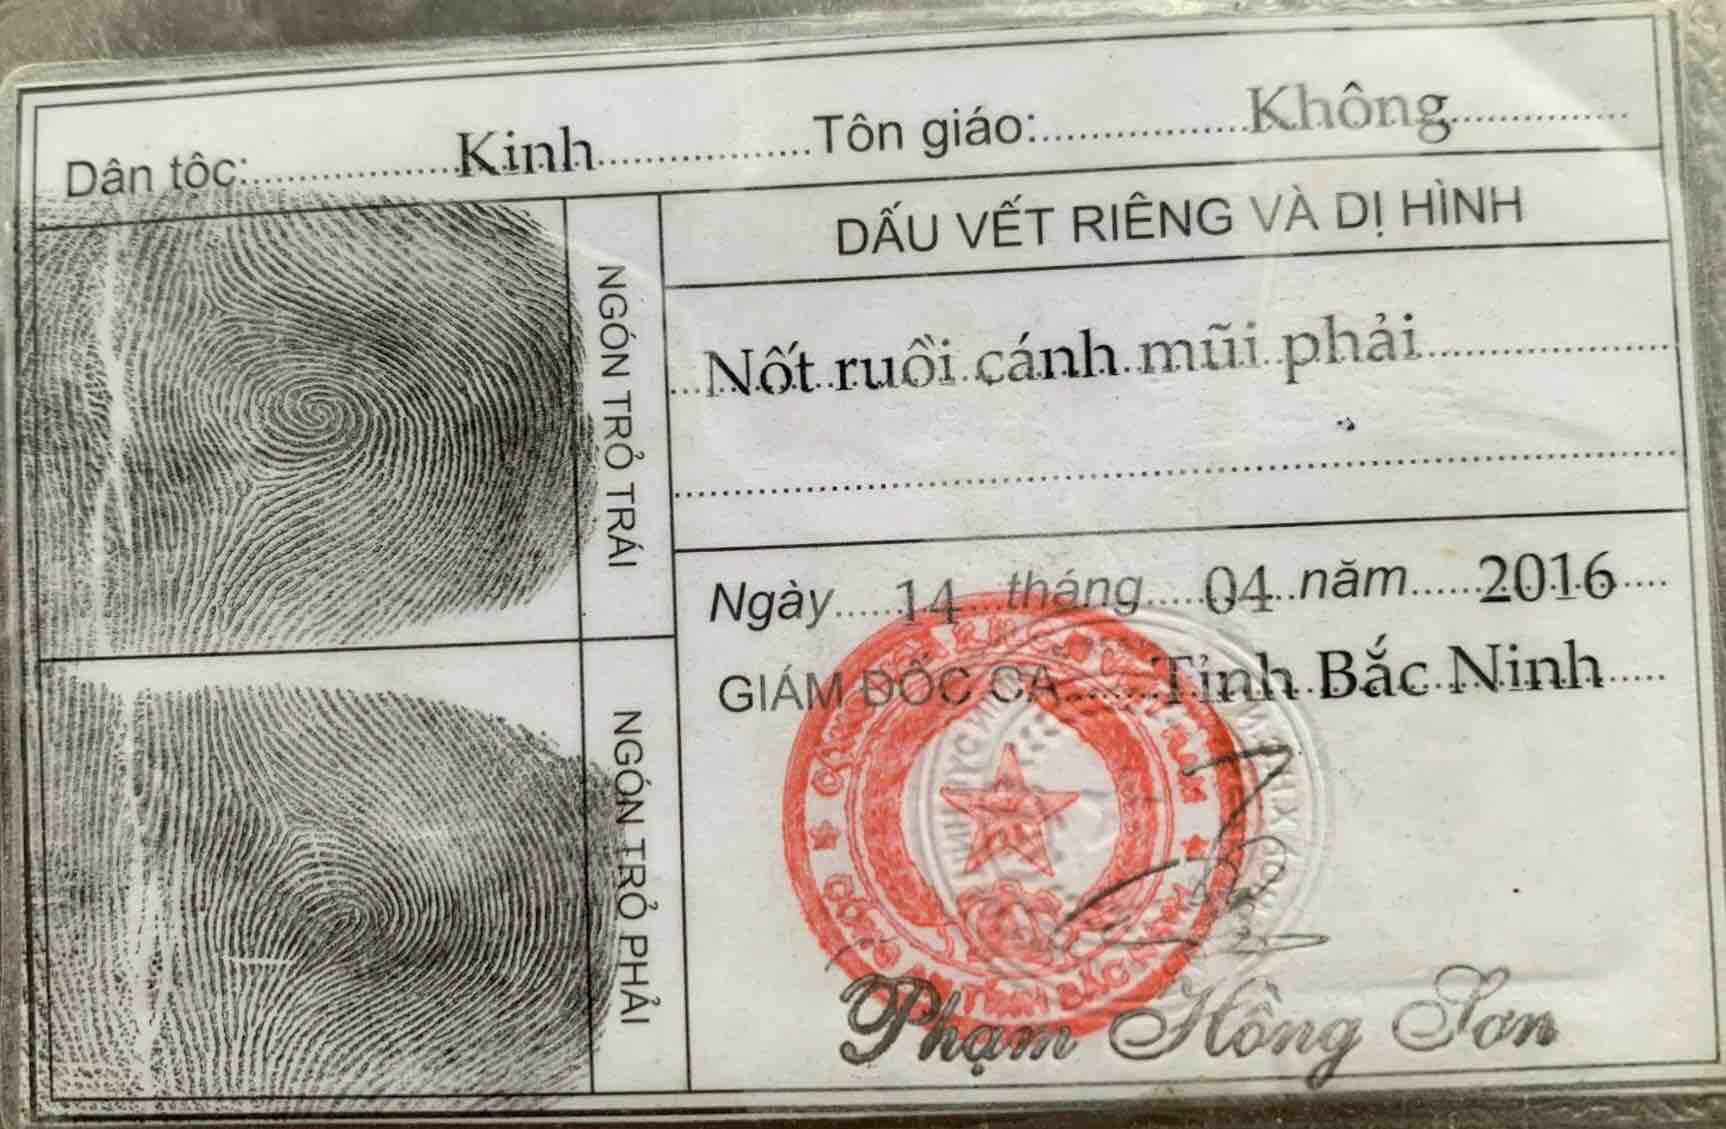 Dân tộc: Kinh Tôn giáo: Không
NGÓN TRỎ TRÁI
DẤU VẾT RIÊNG VÀ DỊ HÌNH
Nốt ruồi cánh mũi phải
Ngày 14 tháng 04 năm 2016
GIÁM ĐỐC CA Tỉnh Bắc Ninh
NGÓN TRỎ PHẢI
Phạm Hồng Sơn